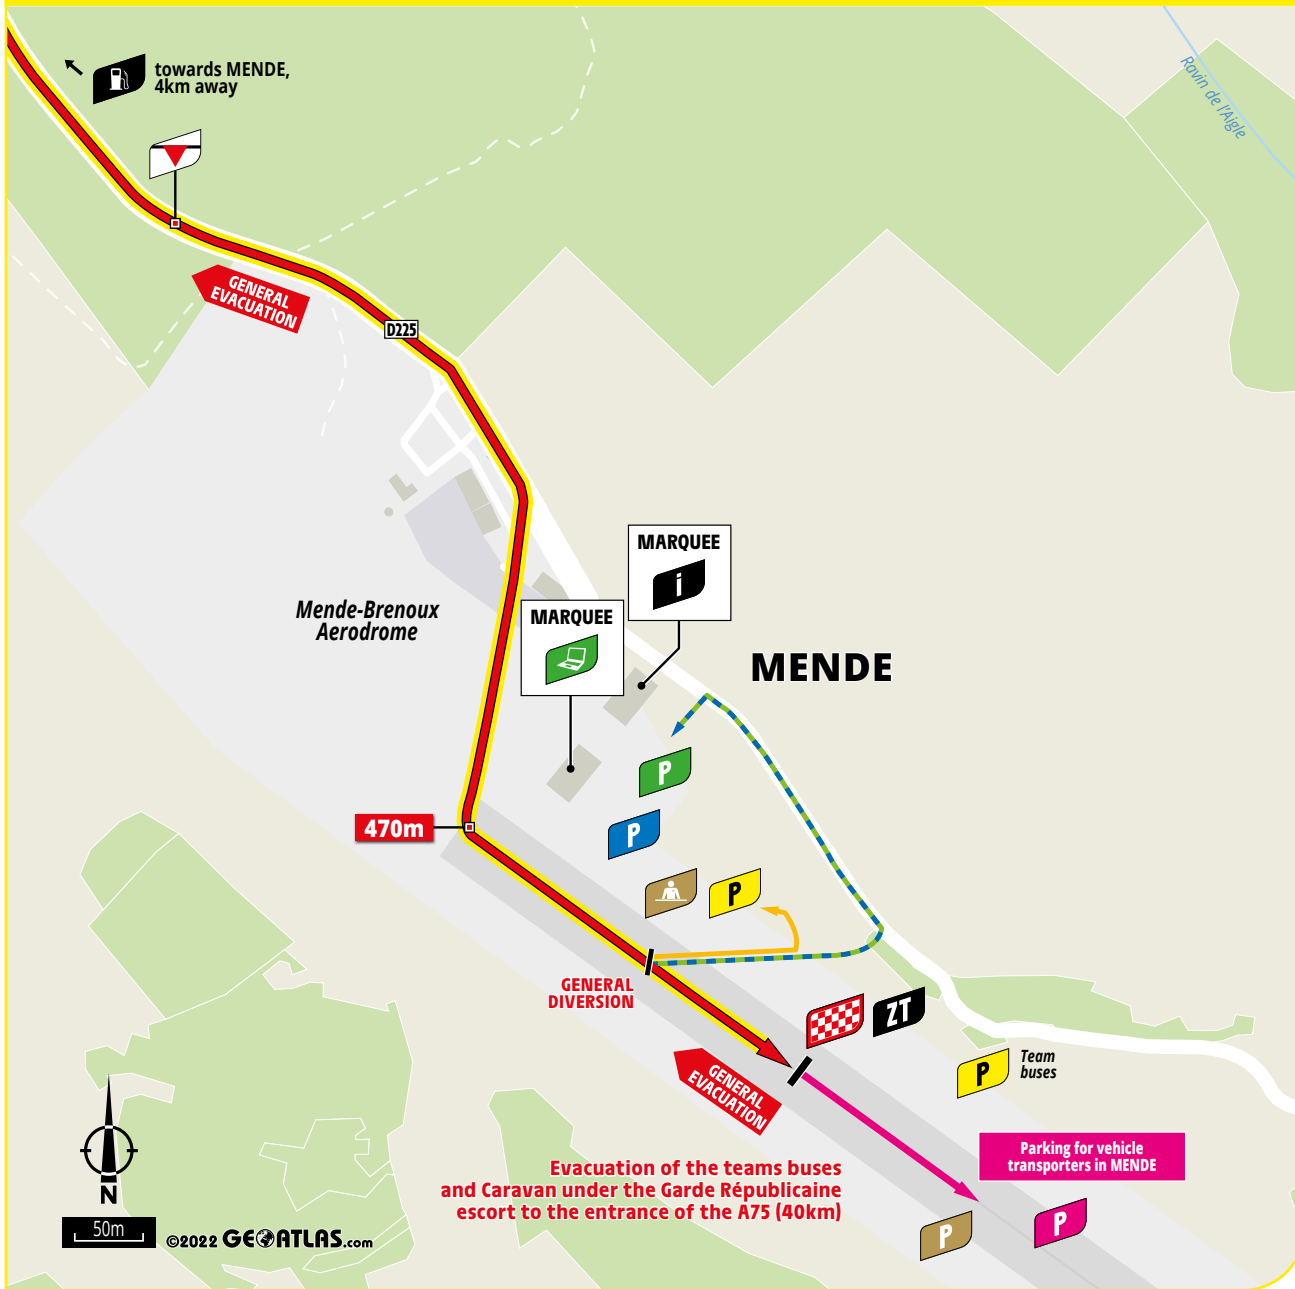 towards MENDE,
4km away
Ravin de l'Aigle
GENERAL
EVACUATION
D225
MARQUEE
i
MARQUEE
Mende-Brenoux
Aerodrome
MENDE
P
470m
P
P
GENERAL
DIVERSION
ZT
P
Team
buses
GENERAL
EVACUATION
Parking for vehicle
transporters in MENDE
Evacuation of the teams buses
and Caravan under the Garde Républicaine
escort to the entrance of the A75 (40km)
P
P
N
50m
©2022 GEOATLAS.com